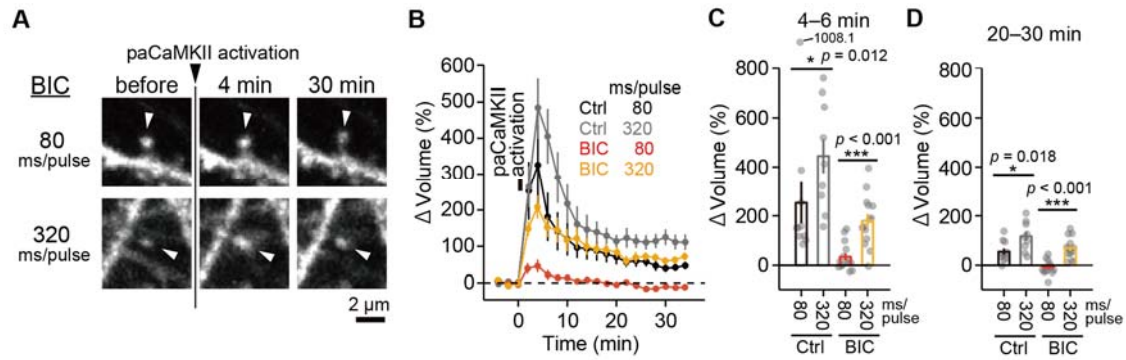 A
paCaMKII activation
BIC
before
4 min
30 min
80
ms/pulse
320
ms/pulse
2 µm
B
600
500
400
300
200
100
0
Δ Volume (%)
paCaMKII
activation
ms/pulse
Ctrl 80
Ctrl 320
BIC 80
BIC 320
0 10 20 30
Time (min)
C
4–6 min
1008.1
p = 0.012
*
p < 0.001
***
800
600
400
200
0
Δ Volume (%)
80 320 80 320 ms/
pulse
Ctrl BIC
D
20–30 min
800
600
400
200
0
Δ Volume (%)
p = 0.018
*
p < 0.001
***
80 320 80 320 ms/
pulse
Ctrl BIC